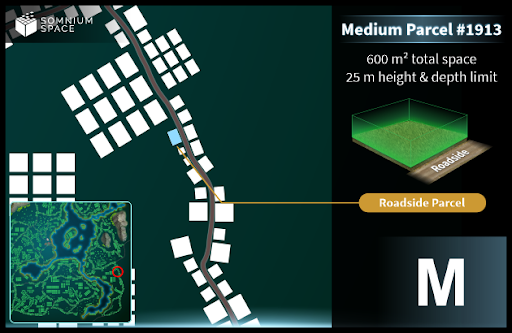 SOMNIUM
SPACE
Medium Parcel #1913
600 m² total space
25 m height & depth limit
Roadside
Roadside Parcel
M